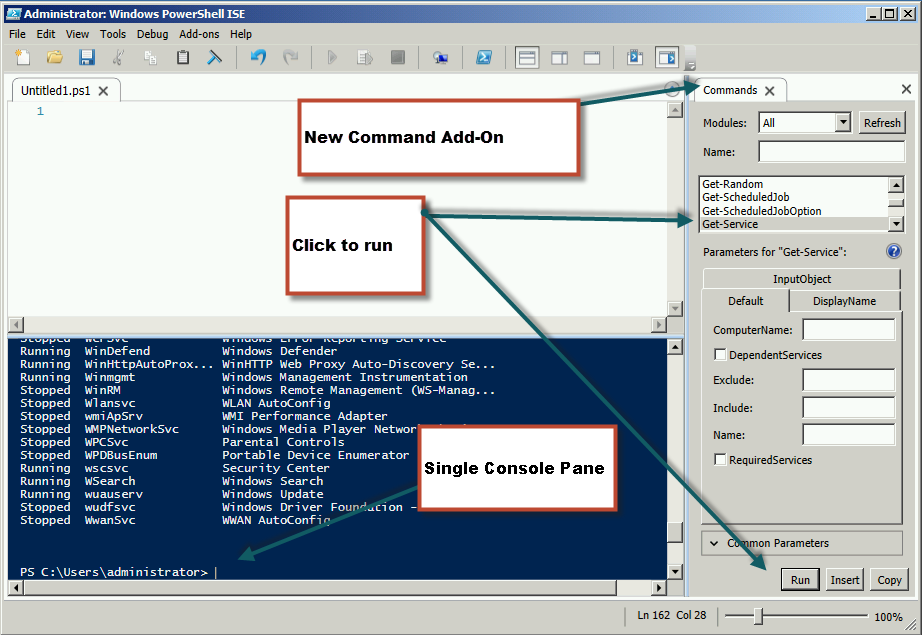 Administrator: Windows PowerShell ISE
File Edit View Tools Debug Add-ons Help
Untitled1.ps1
1
New Command Add-On
Click to run
Commands
Modules: All Refresh
Name:
Get-Random
Get-ScheduledJob
Get-ScheduledJobOption
Get-Service
Parameters for "Get-Service":
?
InputObject
Default DisplayName
ComputerName:
DependentServices
Exclude:
Include:
Name:
RequiredServices
Common Parameters
Run Insert Copy
Stopped WerSvc Windows Error Reporting Service
Running WinDefend Windows Defender
Running WinHttpAutoProx... WinHTTP Web Proxy Auto-Discovery Se...
Running Winmgmt Windows Management Instrumentation
Stopped WinRM Windows Remote Management (WS-Manag...
Stopped Wlansvc WLAN AutoConfig
Stopped wmiApSrv WMI Performance Adapter
Stopped WMPNetworkSvc Windows Media Player Network
Stopped WPCSvc Parental Controls
Stopped WPDBusEnum Portable Device Enumerator
Running wscsvc Security Center
Running WSearch Windows Search
Running wuauserv Windows Update
Stopped wudfsvc Windows Driver Foundation -
Stopped WwanSvc WWAN AutoConfig
Single Console Pane
PS C:\Users\administrator>
Ln 162 Col 28 100%